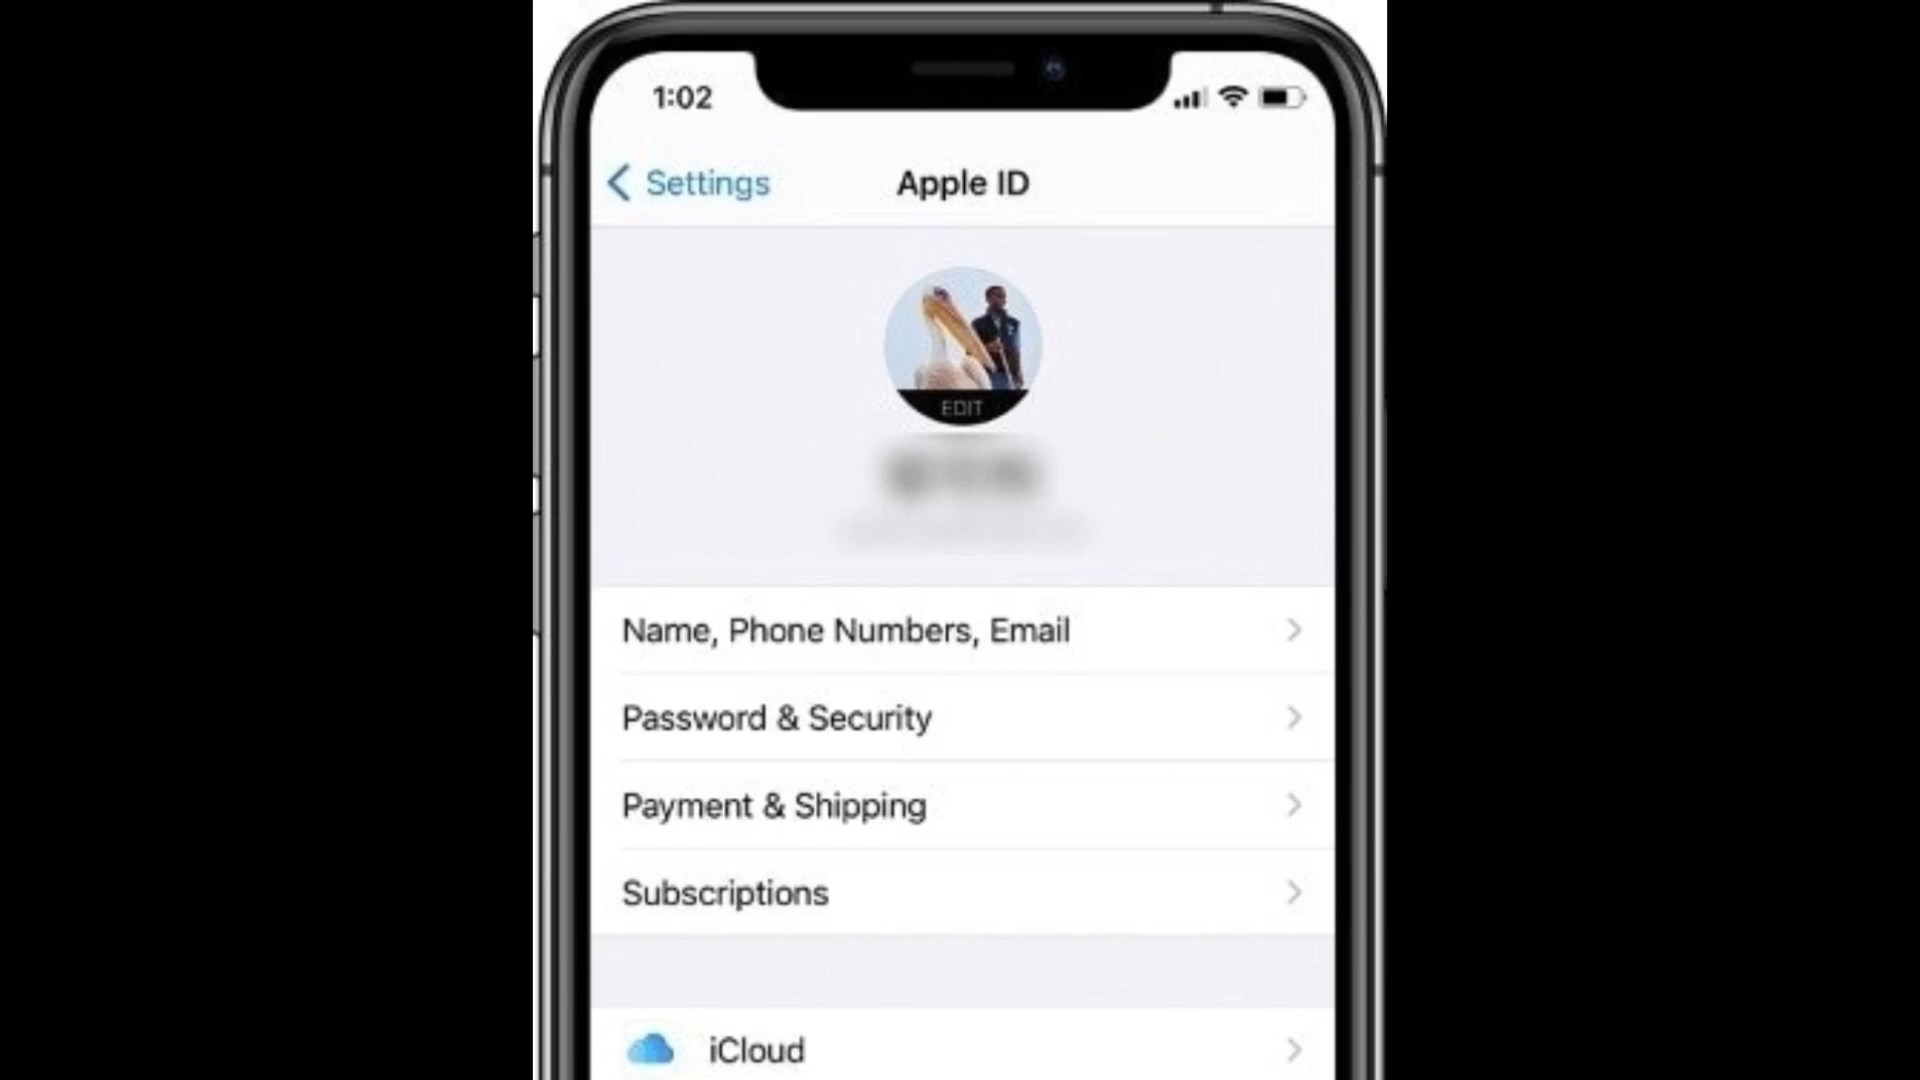 1:02
Settings
Apple ID
EDIT
Name, Phone Numbers, Email
Password & Security
Payment & Shipping
Subscriptions
iCloud